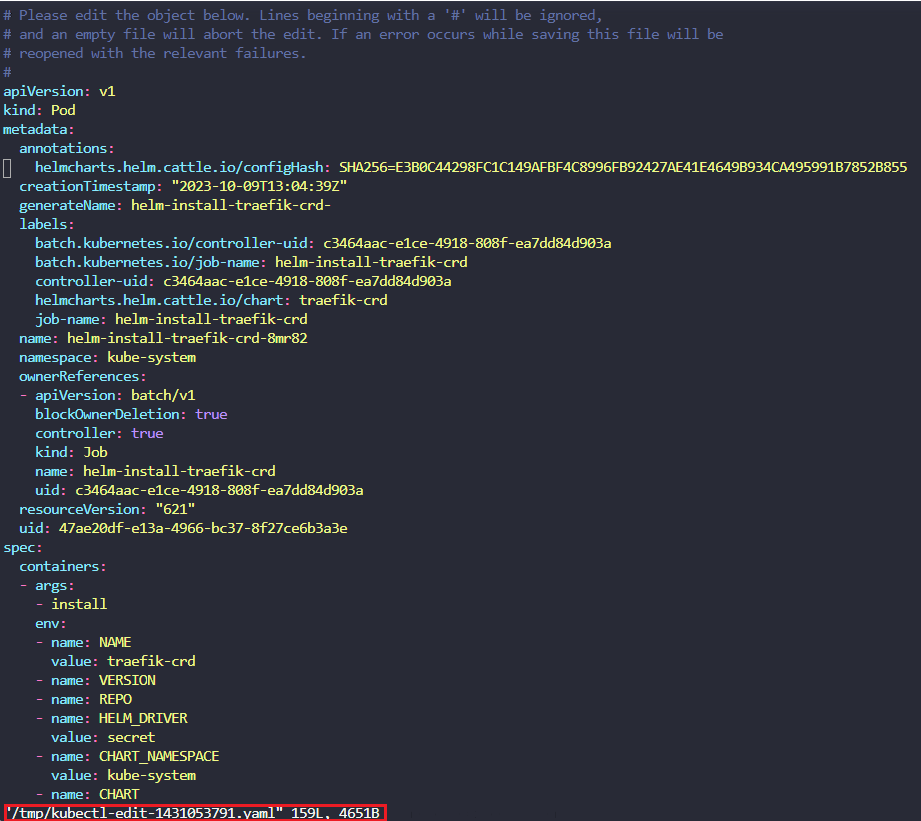 # Please edit the object below. Lines beginning with a '#' will be ignored,
# and an empty file will abort the edit. If an error occurs while saving this file will be
# reopened with the relevant failures.
#
apiVersion: v1
kind: Pod
metadata:
  annotations:
    helmcharts.helm.cattle.io/configHash: SHA256=E3B0C44298FC1C149AFBF4C8996FB92427AE41E4649B934CA495991B7852B855
  creationTimestamp: "2023-10-09T13:04:39Z"
  generateName: helm-install-traefik-crd-
  labels:
    batch.kubernetes.io/controller-uid: c3464aac-e1ce-4918-808f-ea7dd84d903a
    batch.kubernetes.io/job-name: helm-install-traefik-crd
    controller-uid: c3464aac-e1ce-4918-808f-ea7dd84d903a
    helmcharts.helm.cattle.io/chart: traefik-crd
    job-name: helm-install-traefik-crd
  name: helm-install-traefik-crd-8mr82
  namespace: kube-system
  ownerReferences:
  - apiVersion: batch/v1
    blockOwnerDeletion: true
    controller: true
    kind: Job
    name: helm-install-traefik-crd
    uid: c3464aac-e1ce-4918-808f-ea7dd84d903a
  resourceVersion: "621"
  uid: 47ae20df-e13a-4966-bc37-8f27ce6b3a3e
spec:
  containers:
  - args:
    - install
    env:
    - name: NAME
      value: traefik-crd
    - name: VERSION
    - name: REPO
    - name: HELM_DRIVER
      value: secret
    - name: CHART_NAMESPACE
      value: kube-system
    - name: CHART
"/tmp/kubectl-edit-1431053791.yaml" 159L, 4651B